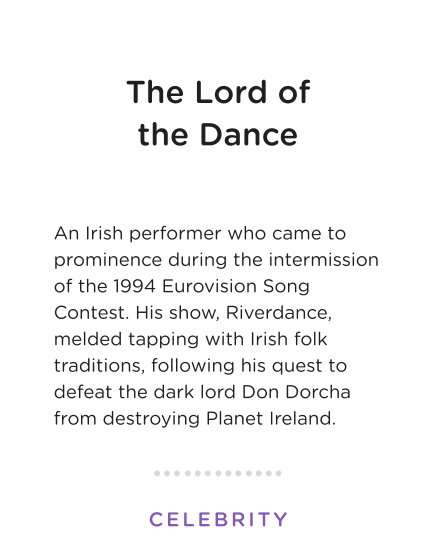 The Lord of
the Dance
An Irish performer who came to
prominence during the intermission
of the 1994 Eurovision Song
Contest. His show, Riverdance,
melded tapping with Irish folk
traditions, following his quest to
defeat the dark lord Don Dorcha
from destroying Planet Ireland.
CELEBRITY